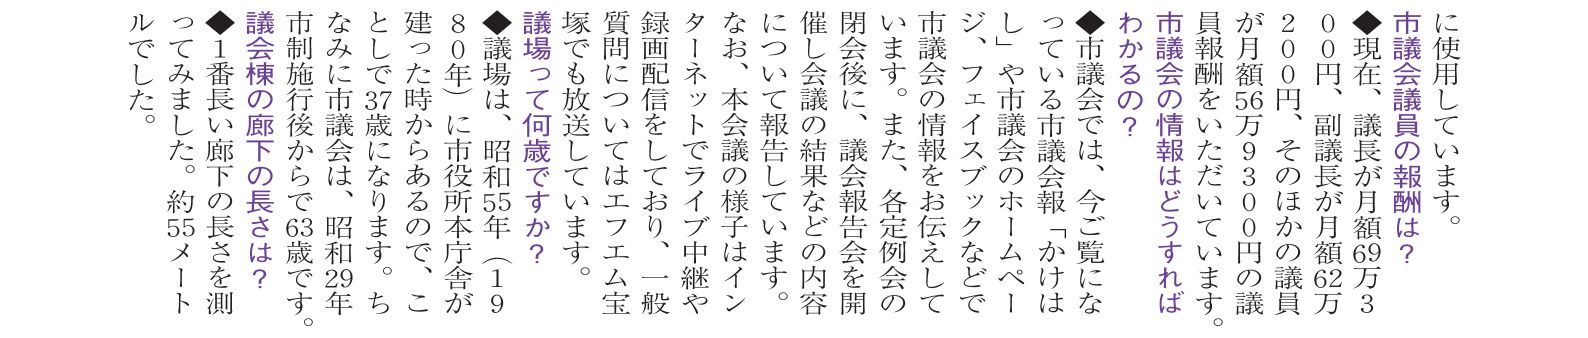 に使用しています。
市議会議員の報酬は？
◆現在、議長が月額69万３
００円、副議長が月額62万
２００円、そのほかの議員
が月額56万９３００円の議
員報酬をいただいています。
市議会の情報はどうすれば
わかるの？
◆市議会では、今ご覧にな
っている市議会報「かけは
し」や市議会のホームペー
ジ、フェイスブックなどで
市議会の情報をお伝えして
います。また、各定例会の
閉会後に、議会報告会を開
催し会議の結果などの内容
について報告しています。
なお、本会議の様子はイン
ターネットでライブ中継や
録画配信をしており、一般
質問についてはエフエム宝
塚でも放送しています。
議場って何歳ですか？
◆議場は、昭和55年（１９
８０年）に市役所本庁舎が
建った時からあるので、こ
としで37歳になります。ち
なみに市議会は、昭和29年
市制施行後からで63歳です。
議会棟の廊下の長さは？
◆１番長い廊下の長さを測
ってみました。約55メート
ルでした。